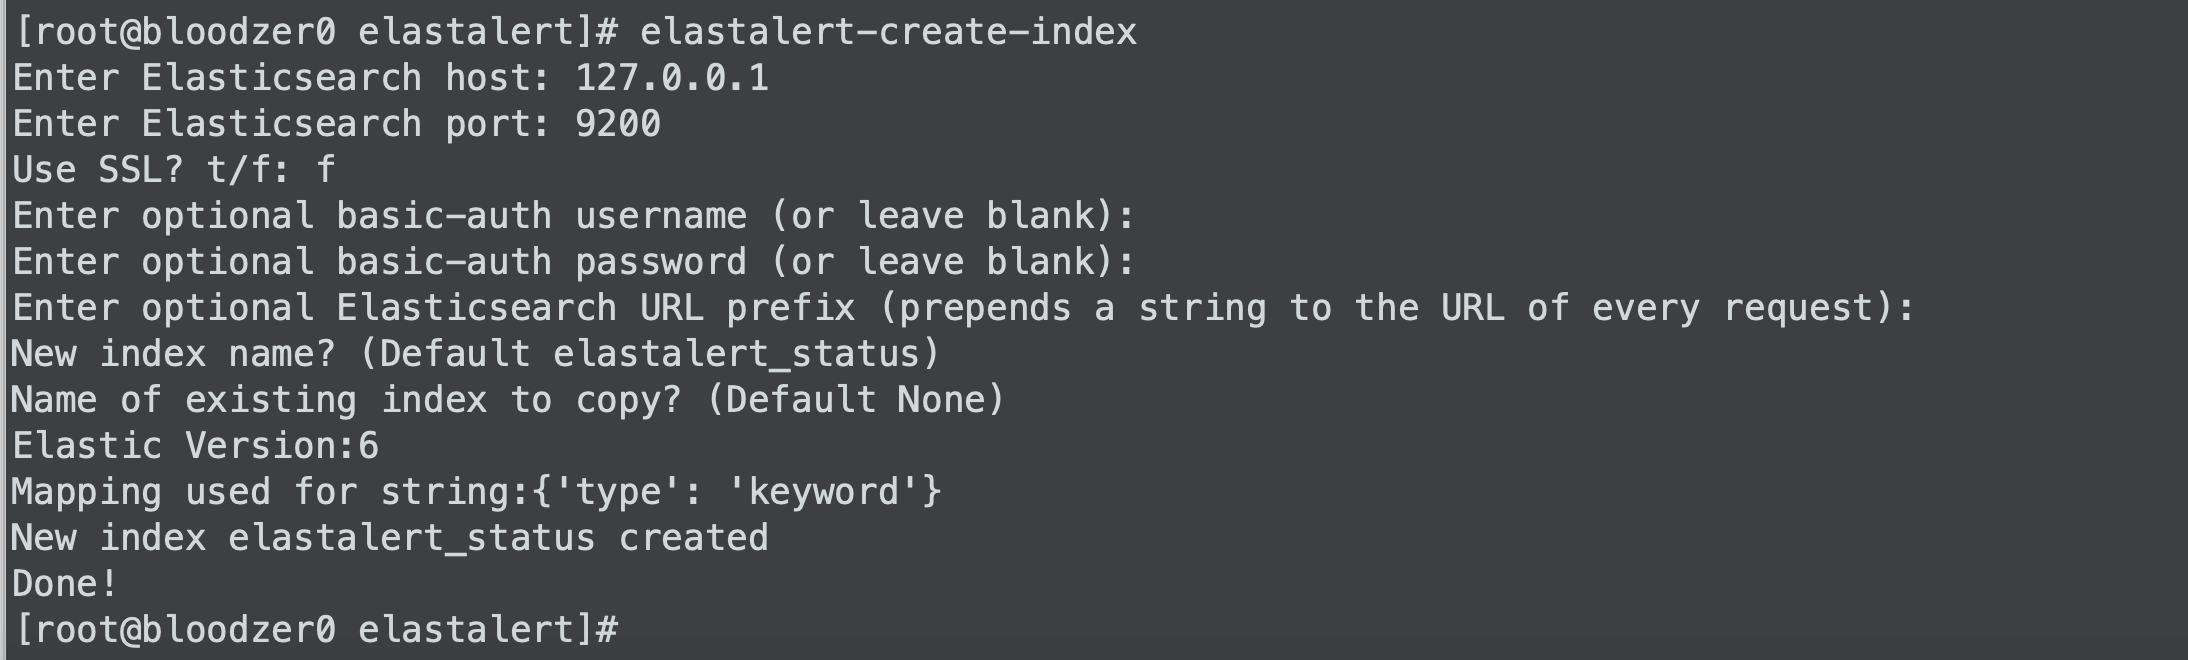 [root@bloodzer0 elastalert]# elastalert-create-index
Enter Elasticsearch host: 127.0.0.1
Enter Elasticsearch port: 9200
Use SSL? t/f: f
Enter optional basic-auth username (or leave blank):
Enter optional basic-auth password (or leave blank):
Enter optional Elasticsearch URL prefix (prepends a string to the URL of every request):
New index name? (Default elastalert_status)
Name of existing index to copy? (Default None)
Elastic Version:6
Mapping used for string:{'type': 'keyword'}
New index elastalert_status created
Done!
[root@bloodzer0 elastalert]#